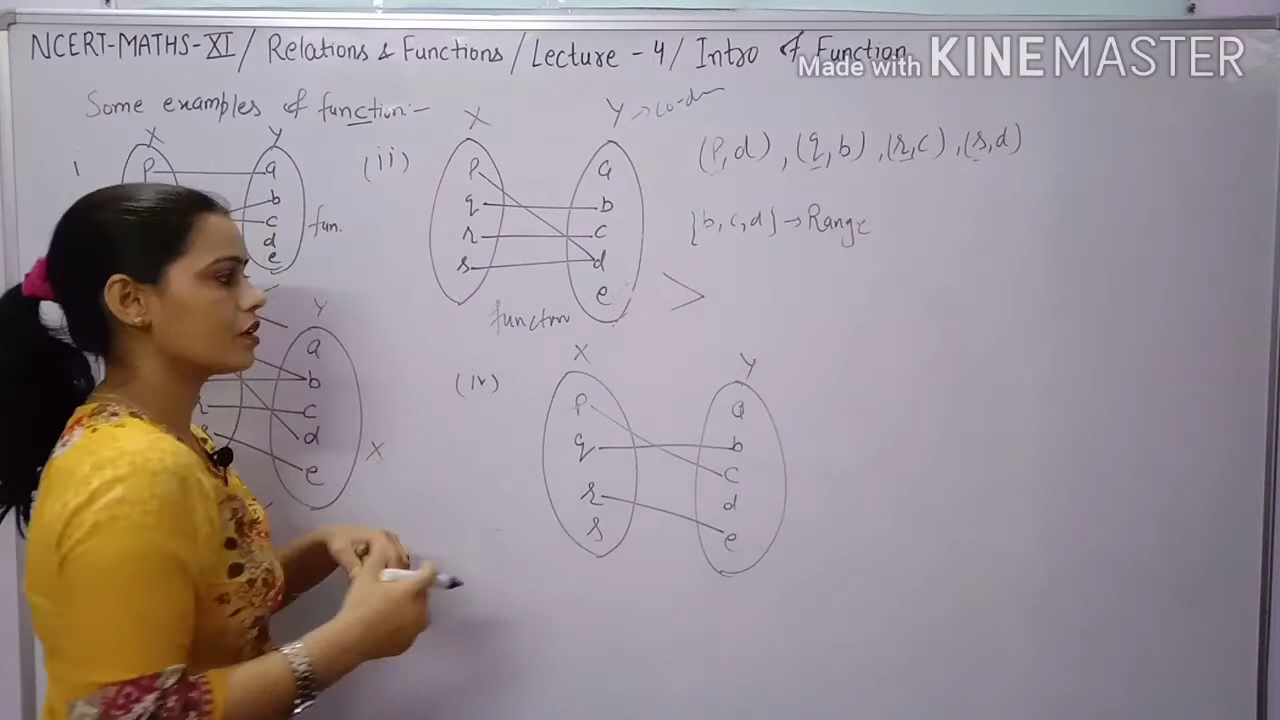 NCERT-MATHS-XI / Relations & Functions / Lecture - 4 / Intro of Function
Made with KINEMASTER
Some examples of function:-
X Y
P a
b
c
d
e
fun.
(ii)
X Y → co-dm
P a
q b
r c
s d
e
function
(P,d) , (q,b) , (r,c) , (s,d)
{b,c,d} → Range
>
Y
a
b
c
d
e
X
(iv)
X Y
P a
q b
c
r d
s e